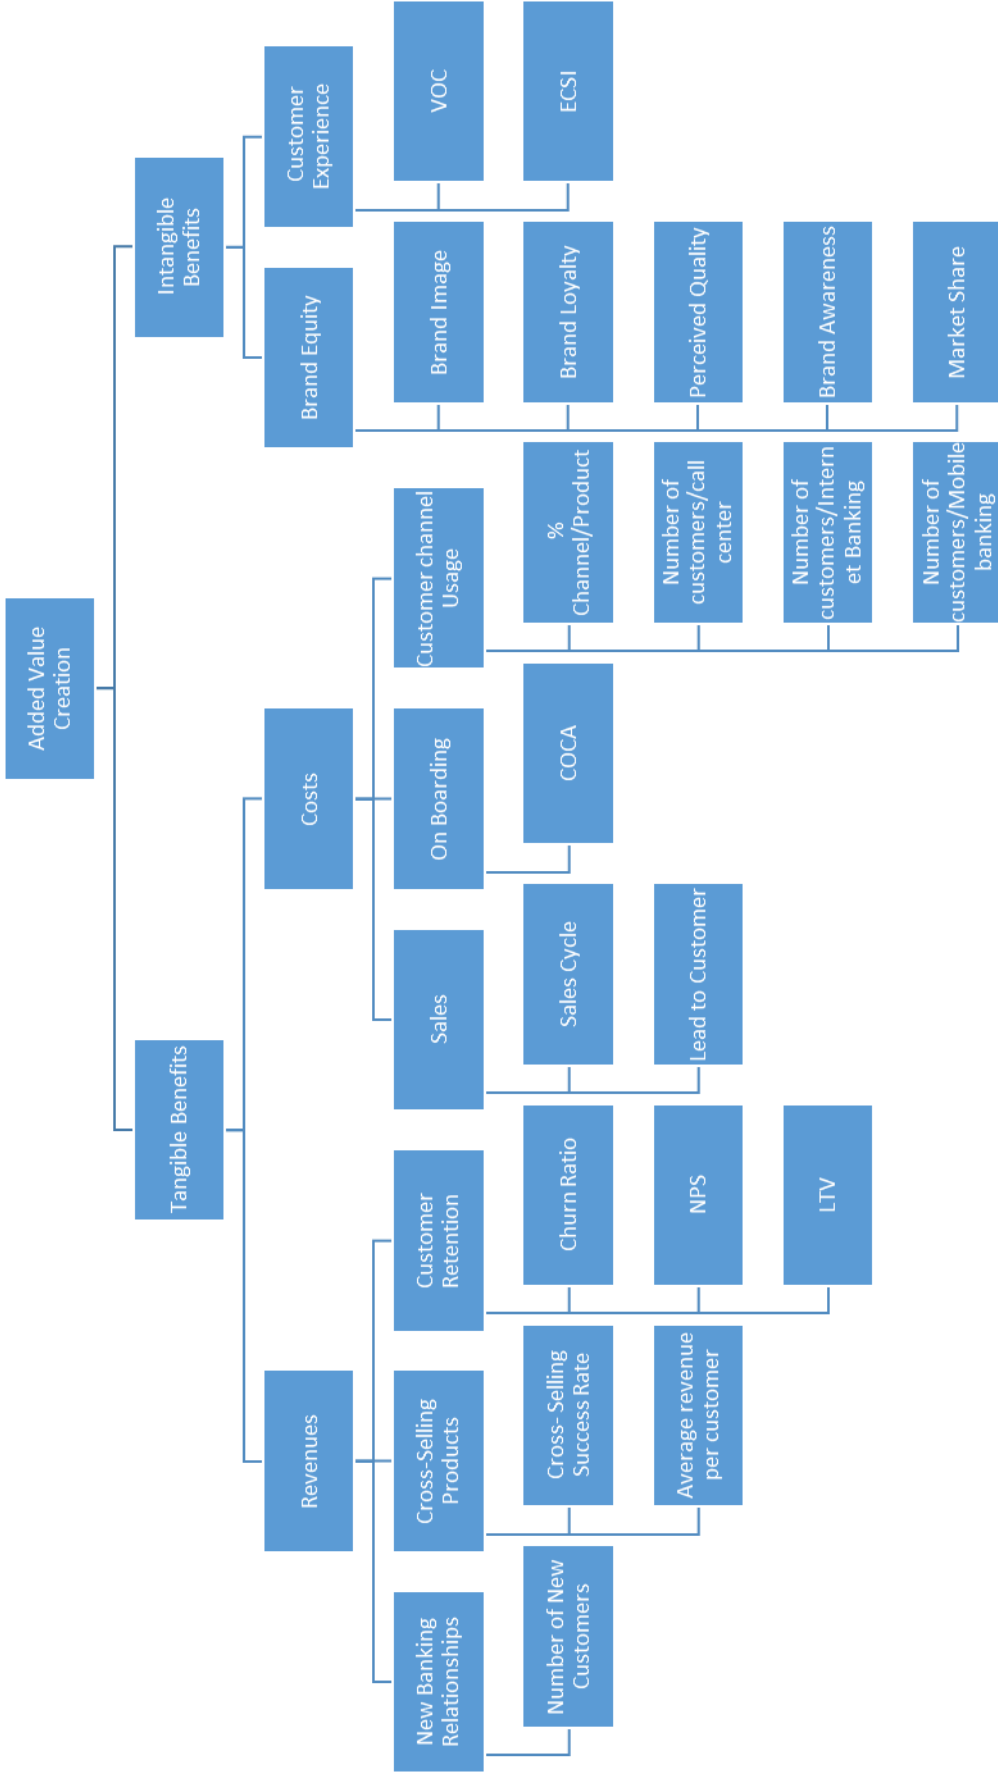 Added Value
Creation
Tangible Benefits
Intangible
Benefits
Revenues
Costs
Brand Equity
Customer
Experience
New Banking
Relationships
Cross-Selling
Products
Customer
Retention
Sales
On Boarding
Customer channel
Usage
Number of New
Customers
Cross- Selling
Success Rate
Average revenue
per customer
Churn Ratio
NPS
LTV
Sales Cycle
Lead to Customer
COCA
%
Channel/Product
Number of
customers/call
center
Number of
customers/Intern
et Banking
Number of
customers/Mobile
banking
Brand Image
Brand Loyalty
Perceived Quality
Brand Awareness
Market Share
VOC
ECSI